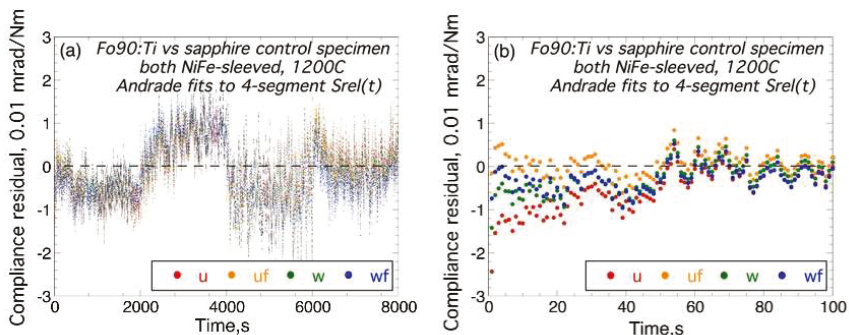 (a) Fo90:Ti vs sapphire control specimen
both NiFe-sleeved, 1200C
Andrade fits to 4-segment Srel(t)
Compliance residual, 0.01 mrad/Nm
3
2
1
0
-1
-2
-3
u uf w wf
0 2000 4000 6000 8000
Time,s
(b) Fo90:Ti vs sapphire control specimen
both NiFe-sleeved, 1200C
Andrade fits to 4-segment Srel(t)
Compliance residual, 0.01 mrad/Nm
3
2
1
0
-1
-2
-3
u uf w wf
0 20 40 60 80 100
Time,s